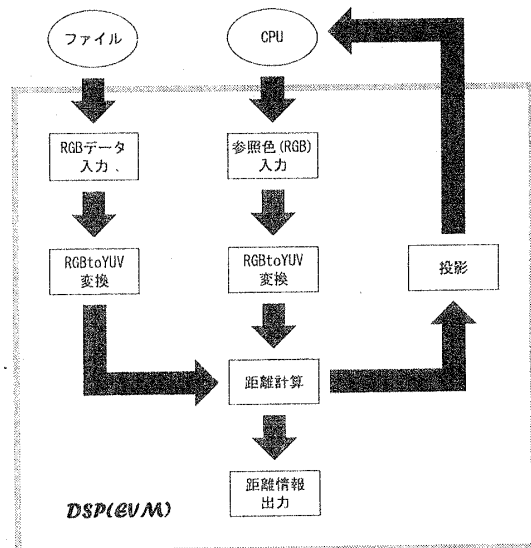 ファイル
CPU
RGBデータ
入力
参照色(RGB)
入力
RGBtoYUV
変換
RGBtoYUV
変換
投影
距離計算
距離情報
出力
DSP(EVM)